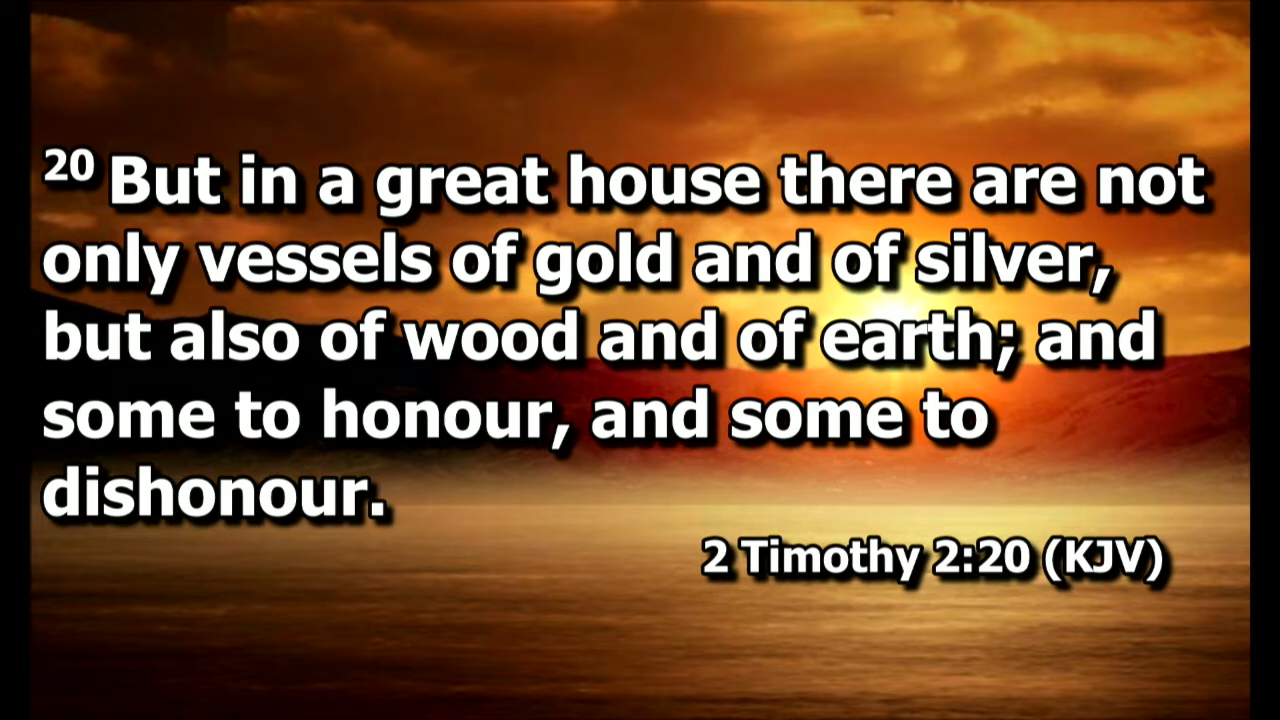 20 But in a great house there are not
only vessels of gold and of silver,
but also of wood and of earth; and
some to honour, and some to
dishonour.
2 Timothy 2:20 (KJV)